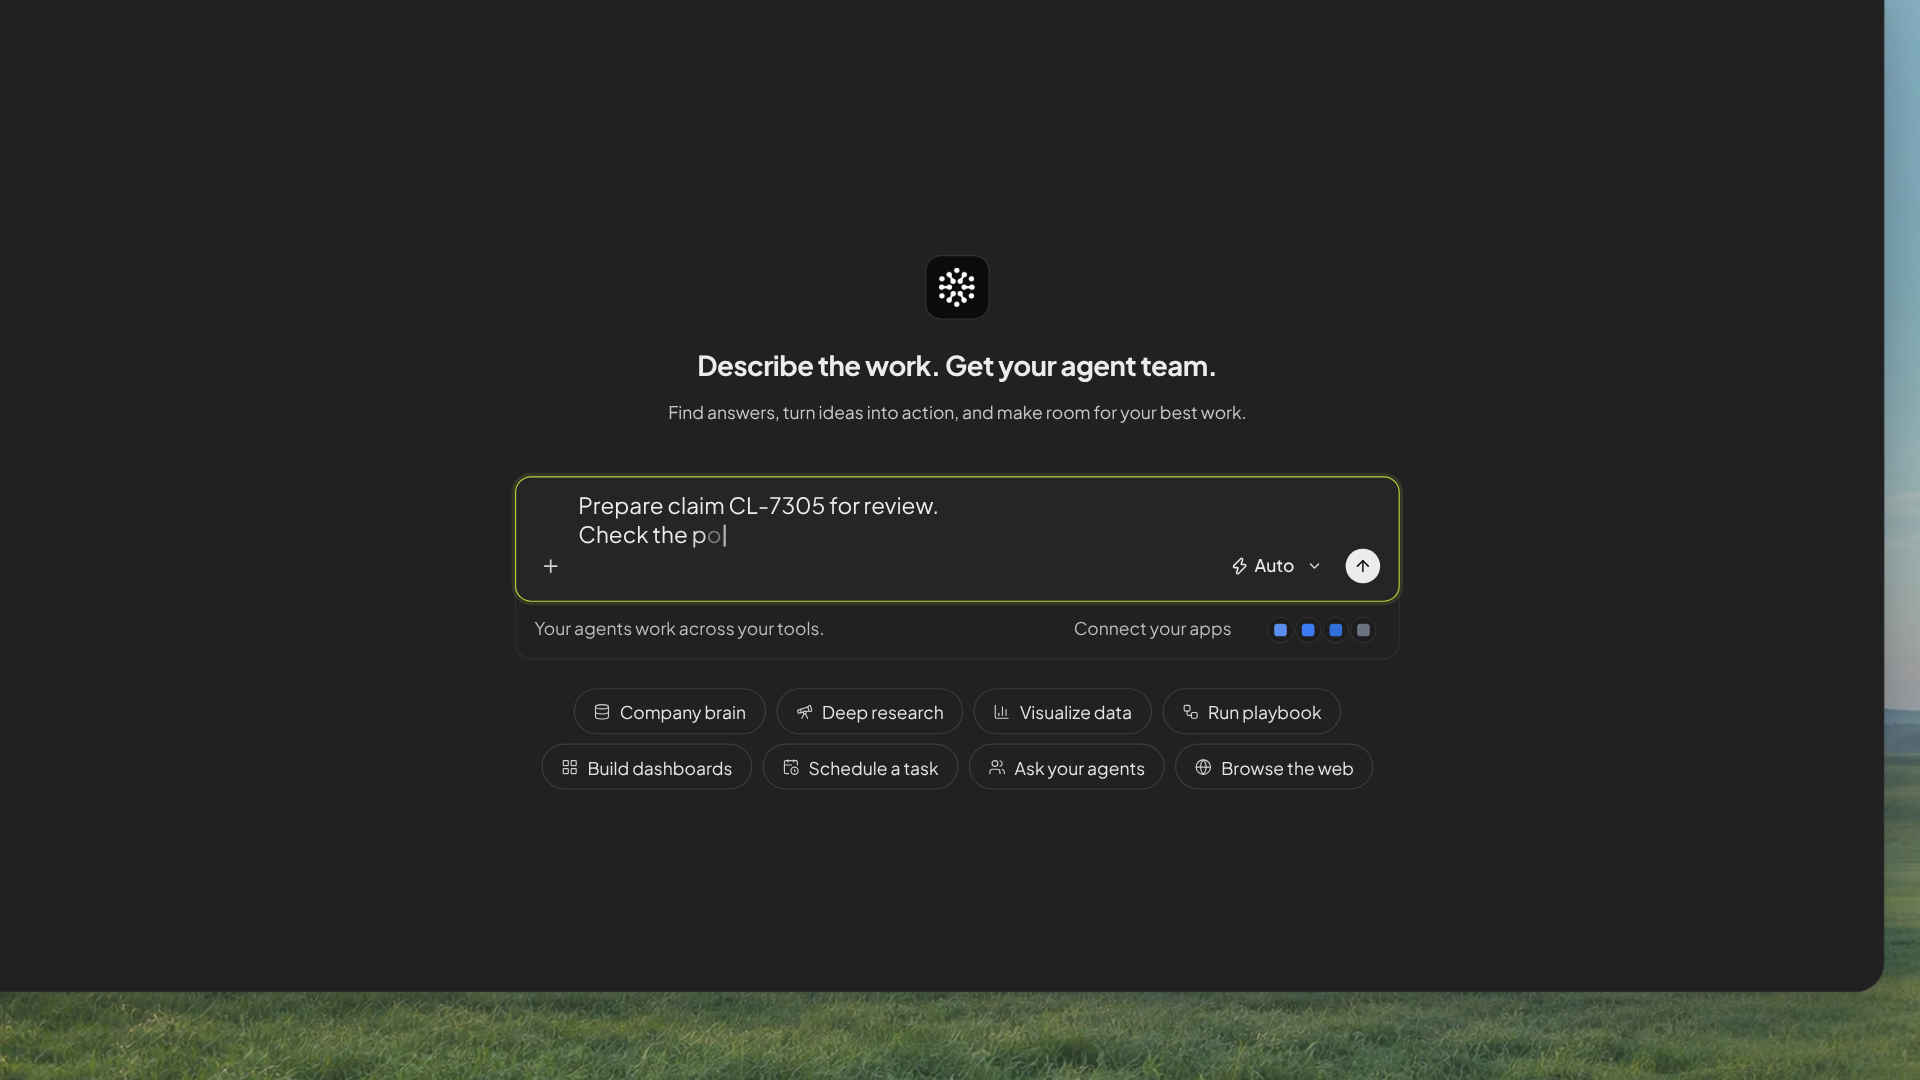 Describe the work. Get your agent team.
Find answers, turn ideas into action, and make room for your best work.
Prepare claim CL-7305 for review.
Check the po
Auto
Your agents work across your tools.
Connect your apps
Company brain
Deep research
Visualize data
Run playbook
Build dashboards
Schedule a task
Ask your agents
Browse the web